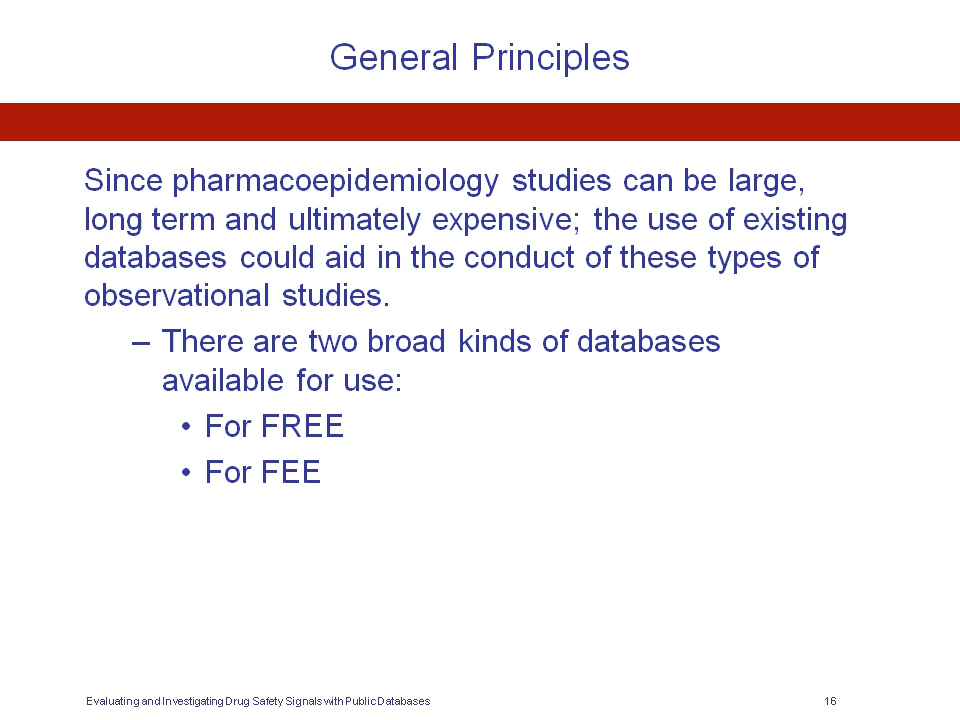 General Principles
Since pharmacoepidemiology studies can be large,
long term and ultimately expensive; the use of existing
databases could aid in the conduct of these types of
observational studies.
– There are two broad kinds of databases
available for use:
• For FREE
• For FEE
Evaluating and Investigating Drug Safety Signals with Public Databases
16